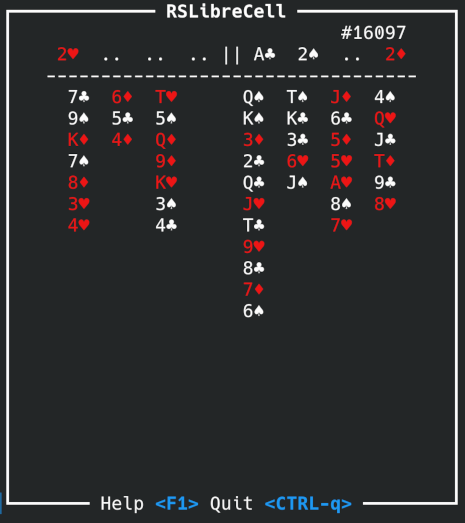 RSLibreCell
#16097
2♥ .. .. .. || A♣ 2♠ .. 2♦
7♣ 6♦ T♥ Q♠ T♠ J♦ 4♠
9♠ 5♣ 5♠ K♠ K♣ 6♣ Q♥
K♦ 4♦ Q♦ 3♦ 3♣ 5♦ J♣
7♠ 9♦ 2♣ 6♥ 5♥ T♦
8♦ K♥ Q♣ J♠ A♥ 9♣
3♥ 3♠ J♥ 8♠ 8♥
4♥ 4♣ T♣ 7♥
9♥
8♣
7♦
6♠
Help <F1> Quit <CTRL-q>